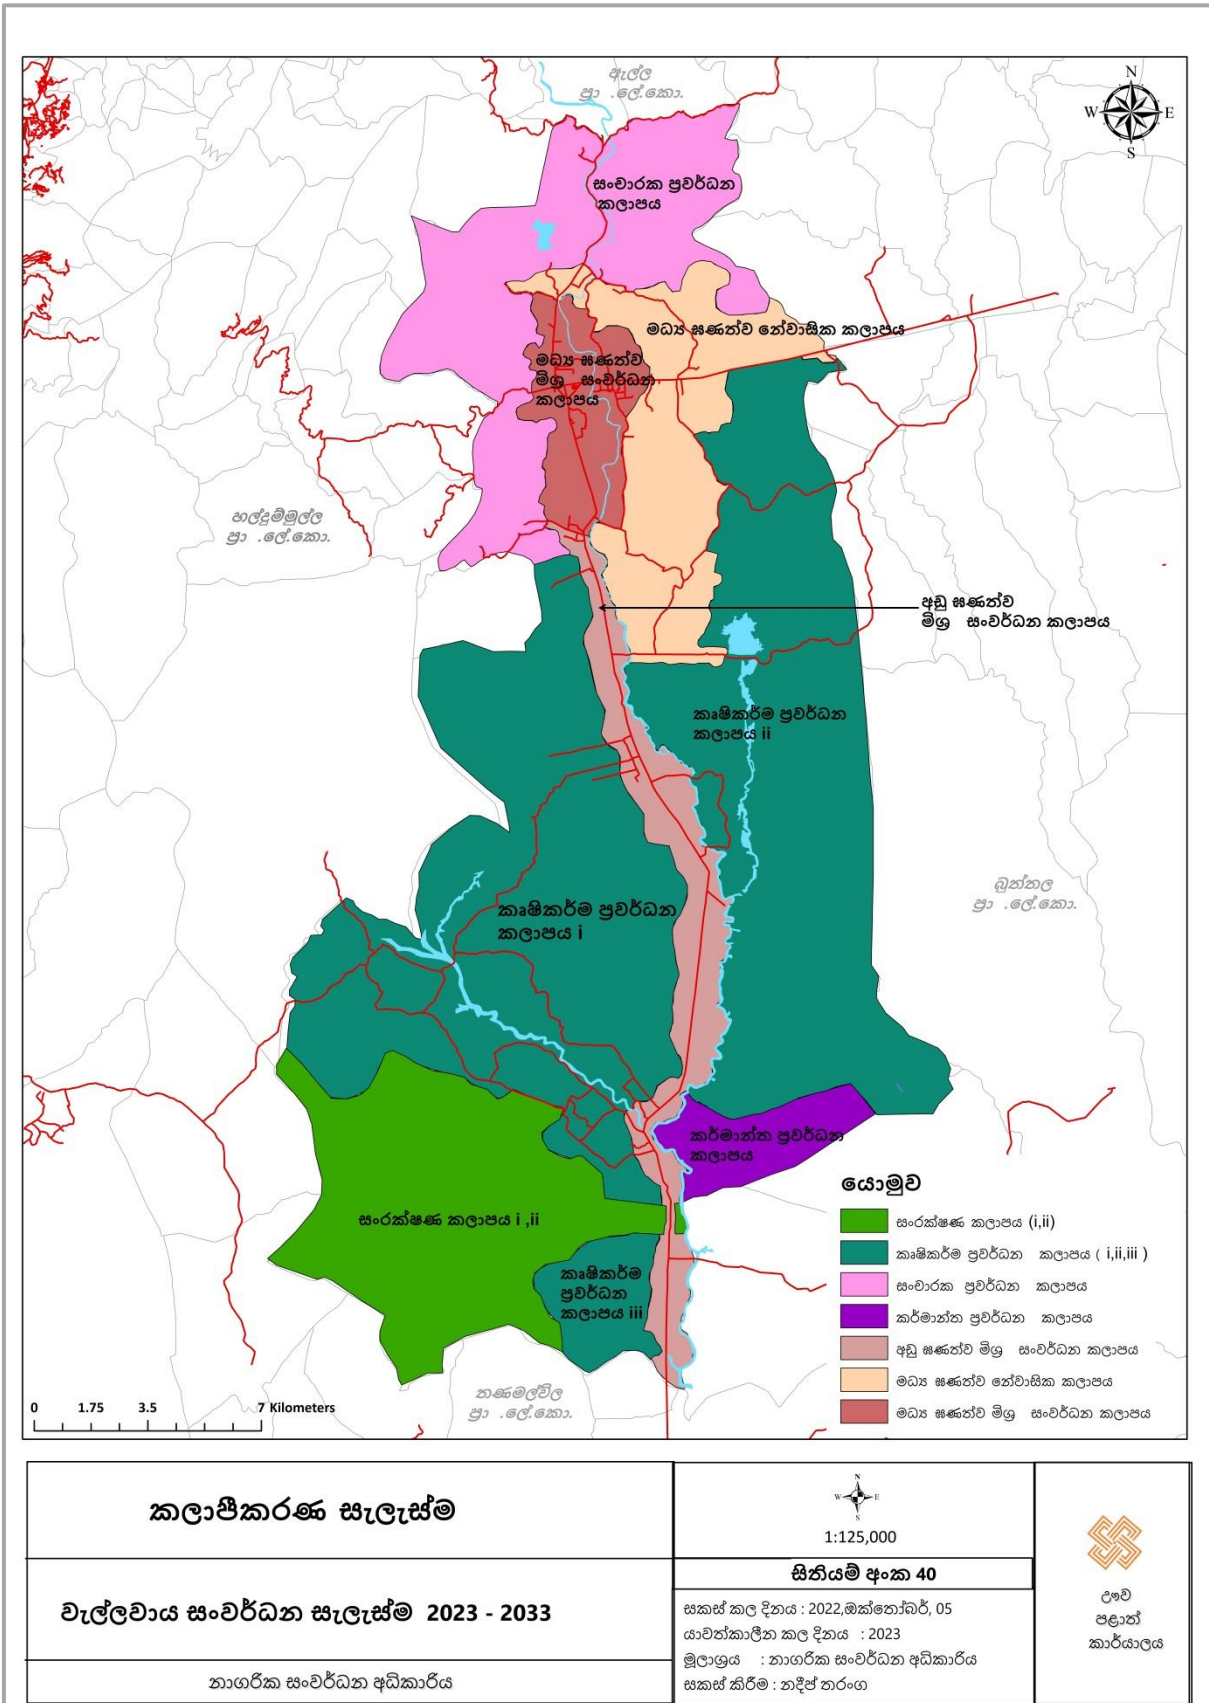 ඇල්ල
ප්‍රා .ලේ.කො.
N
W E
S
සංචාරක ප්‍රවර්ධන
කලාපය
මධ්‍ය ඝණත්ව නේවාසික කලාපය
මධ්‍ය ඝණත්ව
මිශ්‍ර සංවර්ධන
කලාපය
හල්දුම්මුල්ල
ප්‍රා .ලේ.කො.
අඩු ඝණත්ව
මිශ්‍ර සංවර්ධන කලාපය
කෘෂිකර්ම ප්‍රවර්ධන
කලාපය ii
බුත්තල
ප්‍රා .ලේ.කො.
කෘෂිකර්ම ප්‍රවර්ධන
කලාපය i
කර්මාන්ත ප්‍රවර්ධන
කලාපය
සංරක්ෂණ කලාපය i ,ii
කෘෂිකර්ම
ප්‍රවර්ධන
කලාපය iii
තණමල්විල
ප්‍රා .ලේ.කො.
යොමුව
සංරක්ෂණ කලාපය (i,ii)
කෘෂිකර්ම ප්‍රවර්ධන කලාපය ( i,ii,iii )
සංචාරක ප්‍රවර්ධන කලාපය
කර්මාන්ත ප්‍රවර්ධන කලාපය
අඩු ඝණත්ව මිශ්‍ර සංවර්ධන කලාපය
මධ්‍ය ඝණත්ව නේවාසික කලාපය
මධ්‍ය ඝණත්ව මිශ්‍ර සංවර්ධන කලාපය
0 1.75 3.5 7 Kilometers
කලාපීකරණ සැලැස්ම
වැල්ලවාය සංවර්ධන සැලැස්ම 2023 - 2033
නාගරික සංවර්ධන අධිකාරිය
N
W E
S
1:125,000
සිතියම් අංක 40
සකස් කල දිනය : 2022,ඔක්තෝබර්, 05
යාවත්කාලීන කල දිනය : 2023
මූලාශ්‍රය : නාගරික සංවර්ධන අධිකාරිය
සකස් කිරීම : නදීප් තරංග
ඌව
පළාත්
කාර්යාලය